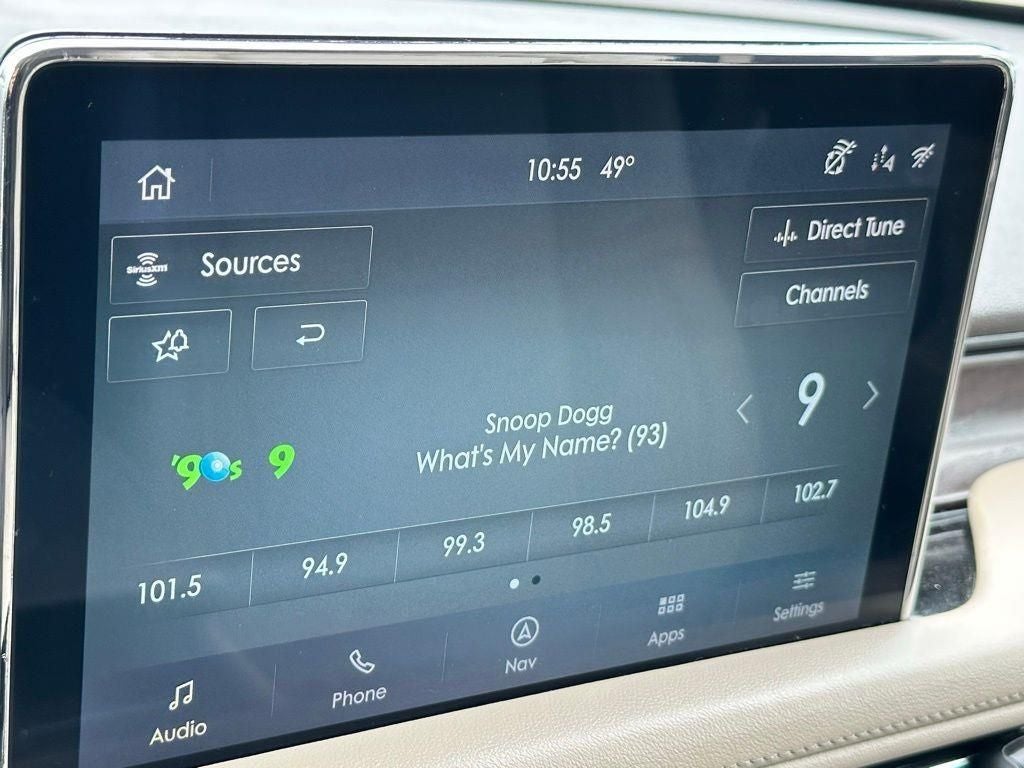 10:55 49°
SiriusXM Sources
Direct Tune
Channels
9
'90s 9
Snoop Dogg
What's My Name? (93)
101.5 94.9 99.3 98.5 104.9 102.7
Audio Phone Nav Apps Settings